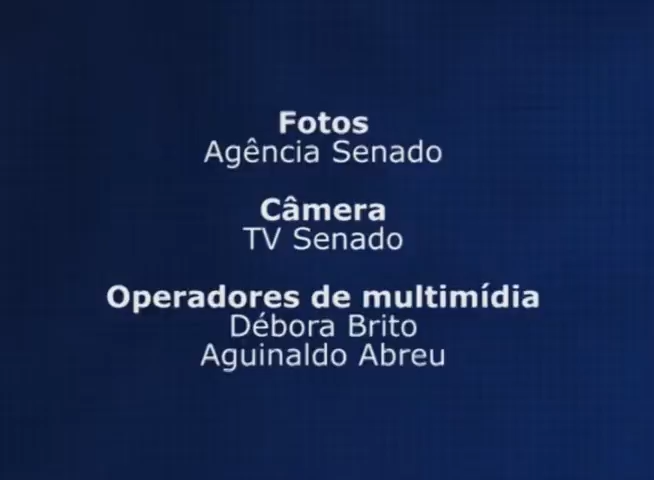 Fotos
Agência Senado
Câmera
TV Senado
Operadores de multimídia
Débora Brito
Aguinaldo Abreu